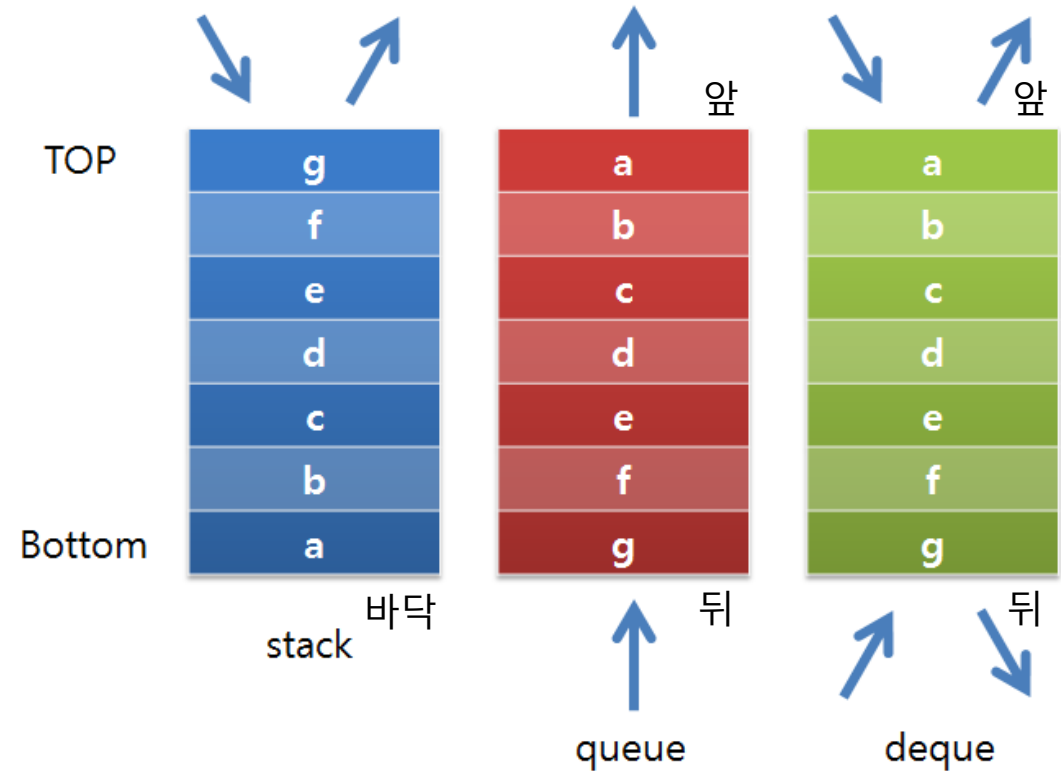 앞 앞
TOP g a a
f b b
e c c
d d d
c e e
b f f
Bottom a g g
바닥 뒤 뒤
stack
queue deque